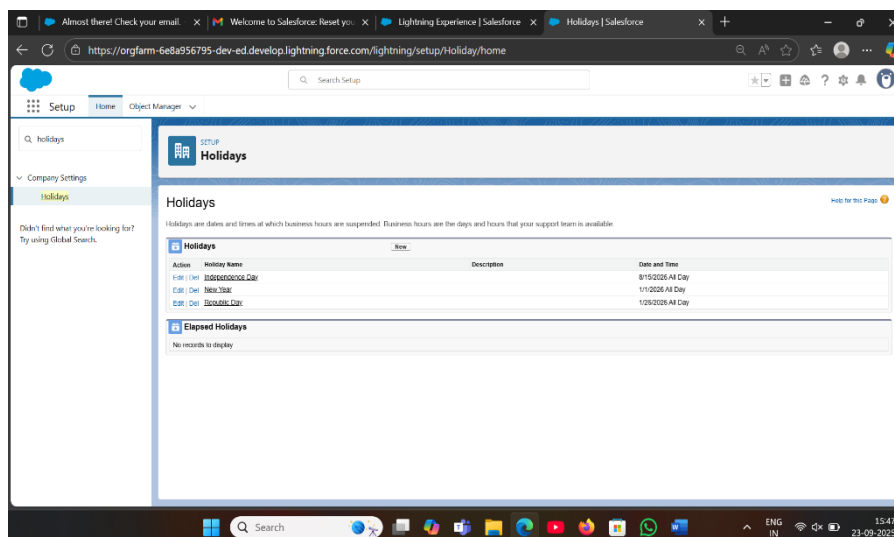 Almost there! Check your email.
Welcome to Salesforce: Reset you
Lightning Experience | Salesforce
Holidays | Salesforce
https://orgfarm-6e8a956795-dev-ed.develop.lightning.force.com/lightning/setup/Holiday/home
Search Setup
Setup
Home
Object Manager
holidays
Company Settings
Holidays
Didn't find what you're looking for?
Try using Global Search.
SETUP
Holidays
Holidays
Help for this Page
Holidays are dates and times at which business hours are suspended. Business hours are the days and hours that your support team is available.
Holidays New
Action Holiday Name Description Date and Time
Edit | Del Independence Day 8/15/2026 All Day
Edit | Del New Year 1/1/2026 All Day
Edit | Del Republic Day 1/26/2026 All Day
Elapsed Holidays
No records to display
Search
ENG
IN
15:47
23-09-2025